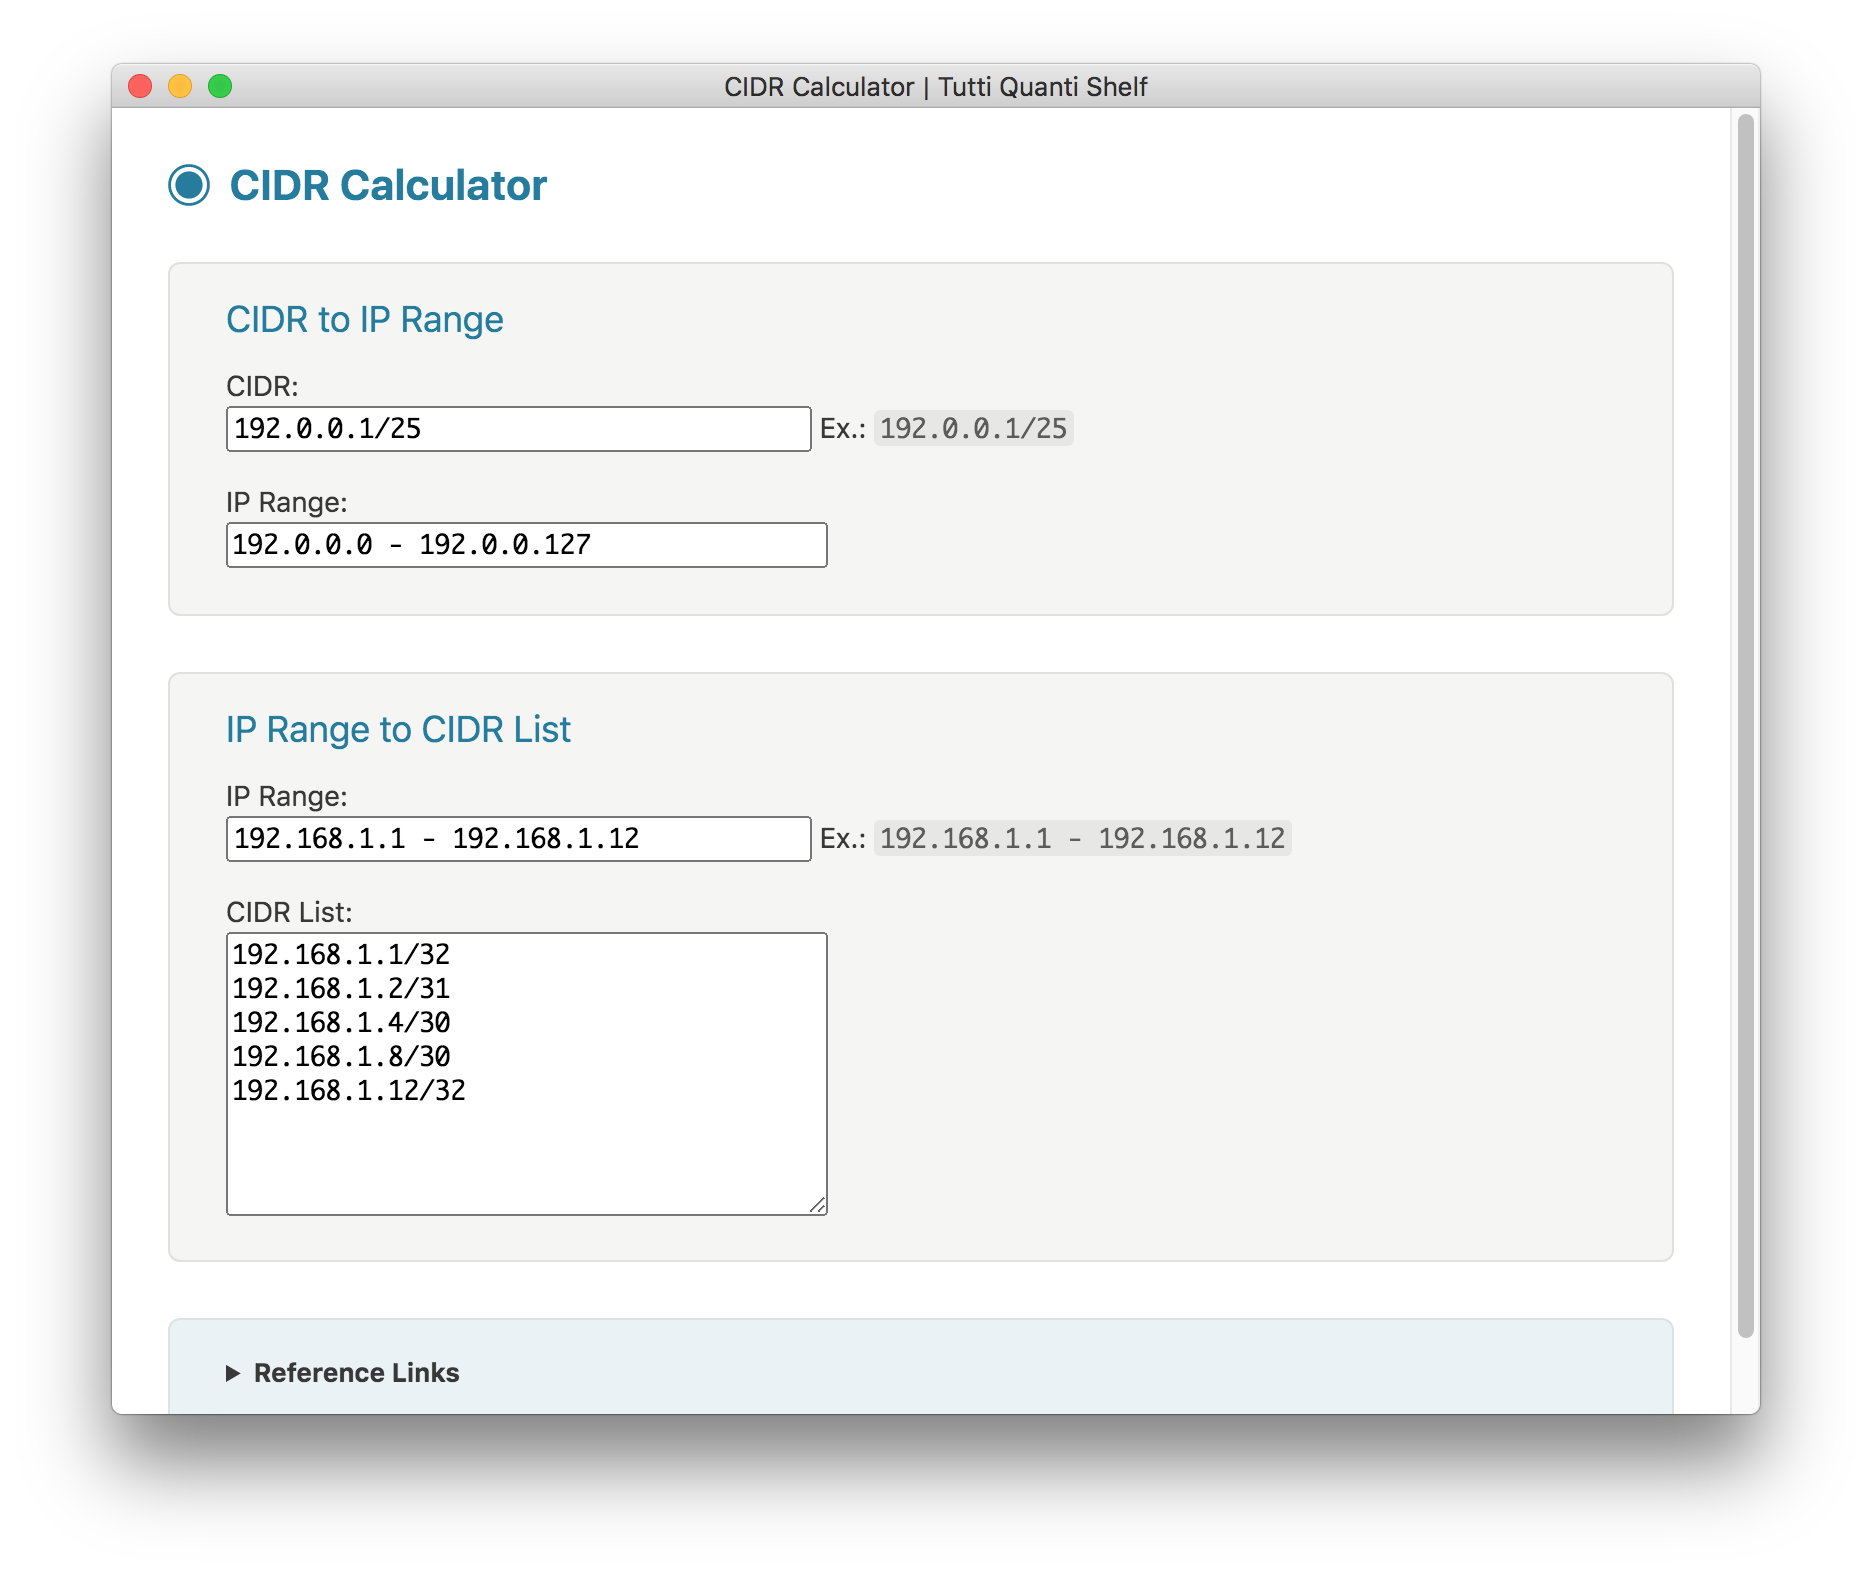 CIDR Calculator | Tutti Quanti Shelf
CIDR Calculator
CIDR to IP Range
CIDR:
192.0.0.1/25 Ex.: 192.0.0.1/25
IP Range:
192.0.0.0 - 192.0.0.127
IP Range to CIDR List
IP Range:
192.168.1.1 - 192.168.1.12 Ex.: 192.168.1.1 - 192.168.1.12
CIDR List:
192.168.1.1/32
192.168.1.2/31
192.168.1.4/30
192.168.1.8/30
192.168.1.12/32
Reference Links